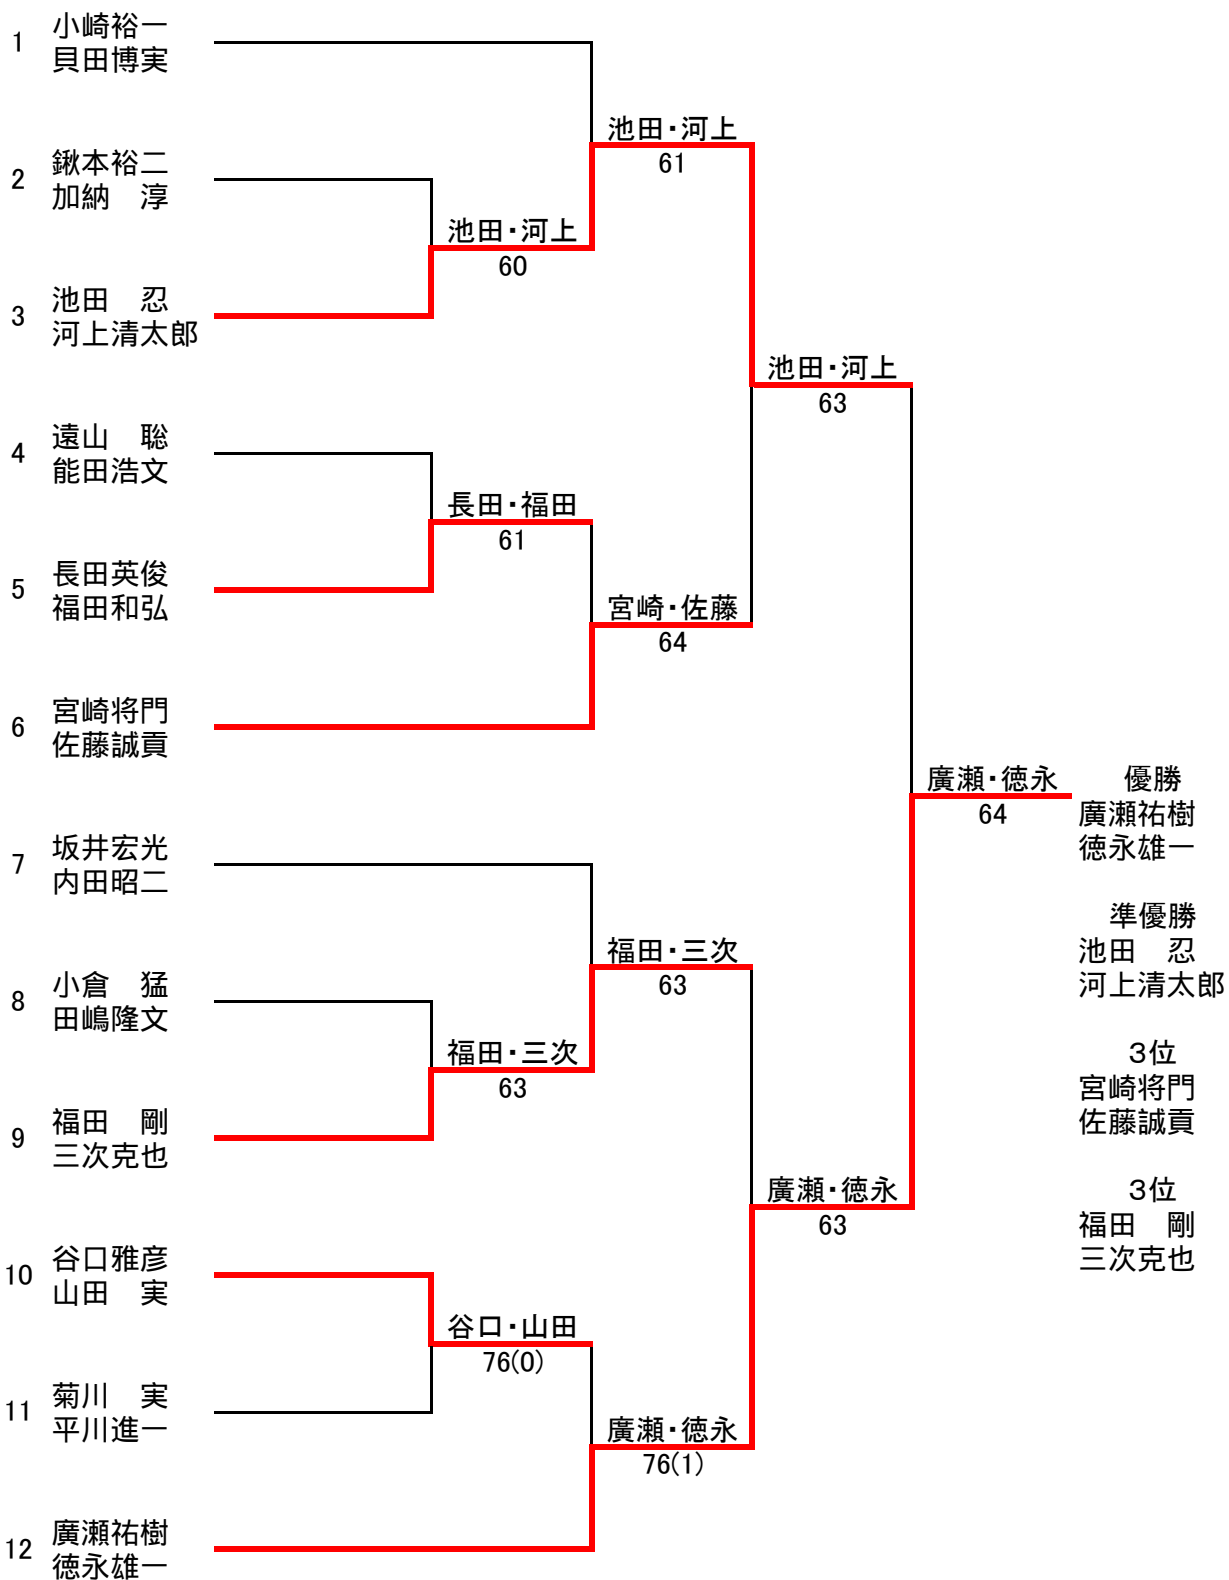 1
小崎裕一
貝田博実
池田・河上
61
2
鍬本裕二
加納　淳
池田・河上
60
3
池田　忍
河上清太郎
池田・河上
63
4
遠山　聡
能田浩文
長田・福田
61
5
長田英俊
福田和弘
宮崎・佐藤
64
6
宮崎将門
佐藤誠貢
廣瀬・徳永
64
優勝
廣瀬祐樹
徳永雄一
7
坂井宏光
内田昭二
準優勝
池田　忍
河上清太郎
福田・三次
63
8
小倉　猛
田嶋隆文
福田・三次
63
3位
宮崎将門
佐藤誠貢
9
福田　剛
三次克也
廣瀬・徳永
63
3位
福田　剛
三次克也
10
谷口雅彦
山田　実
谷口・山田
76(0)
11
菊川　実
平川進一
廣瀬・徳永
76(1)
12
廣瀬祐樹
徳永雄一